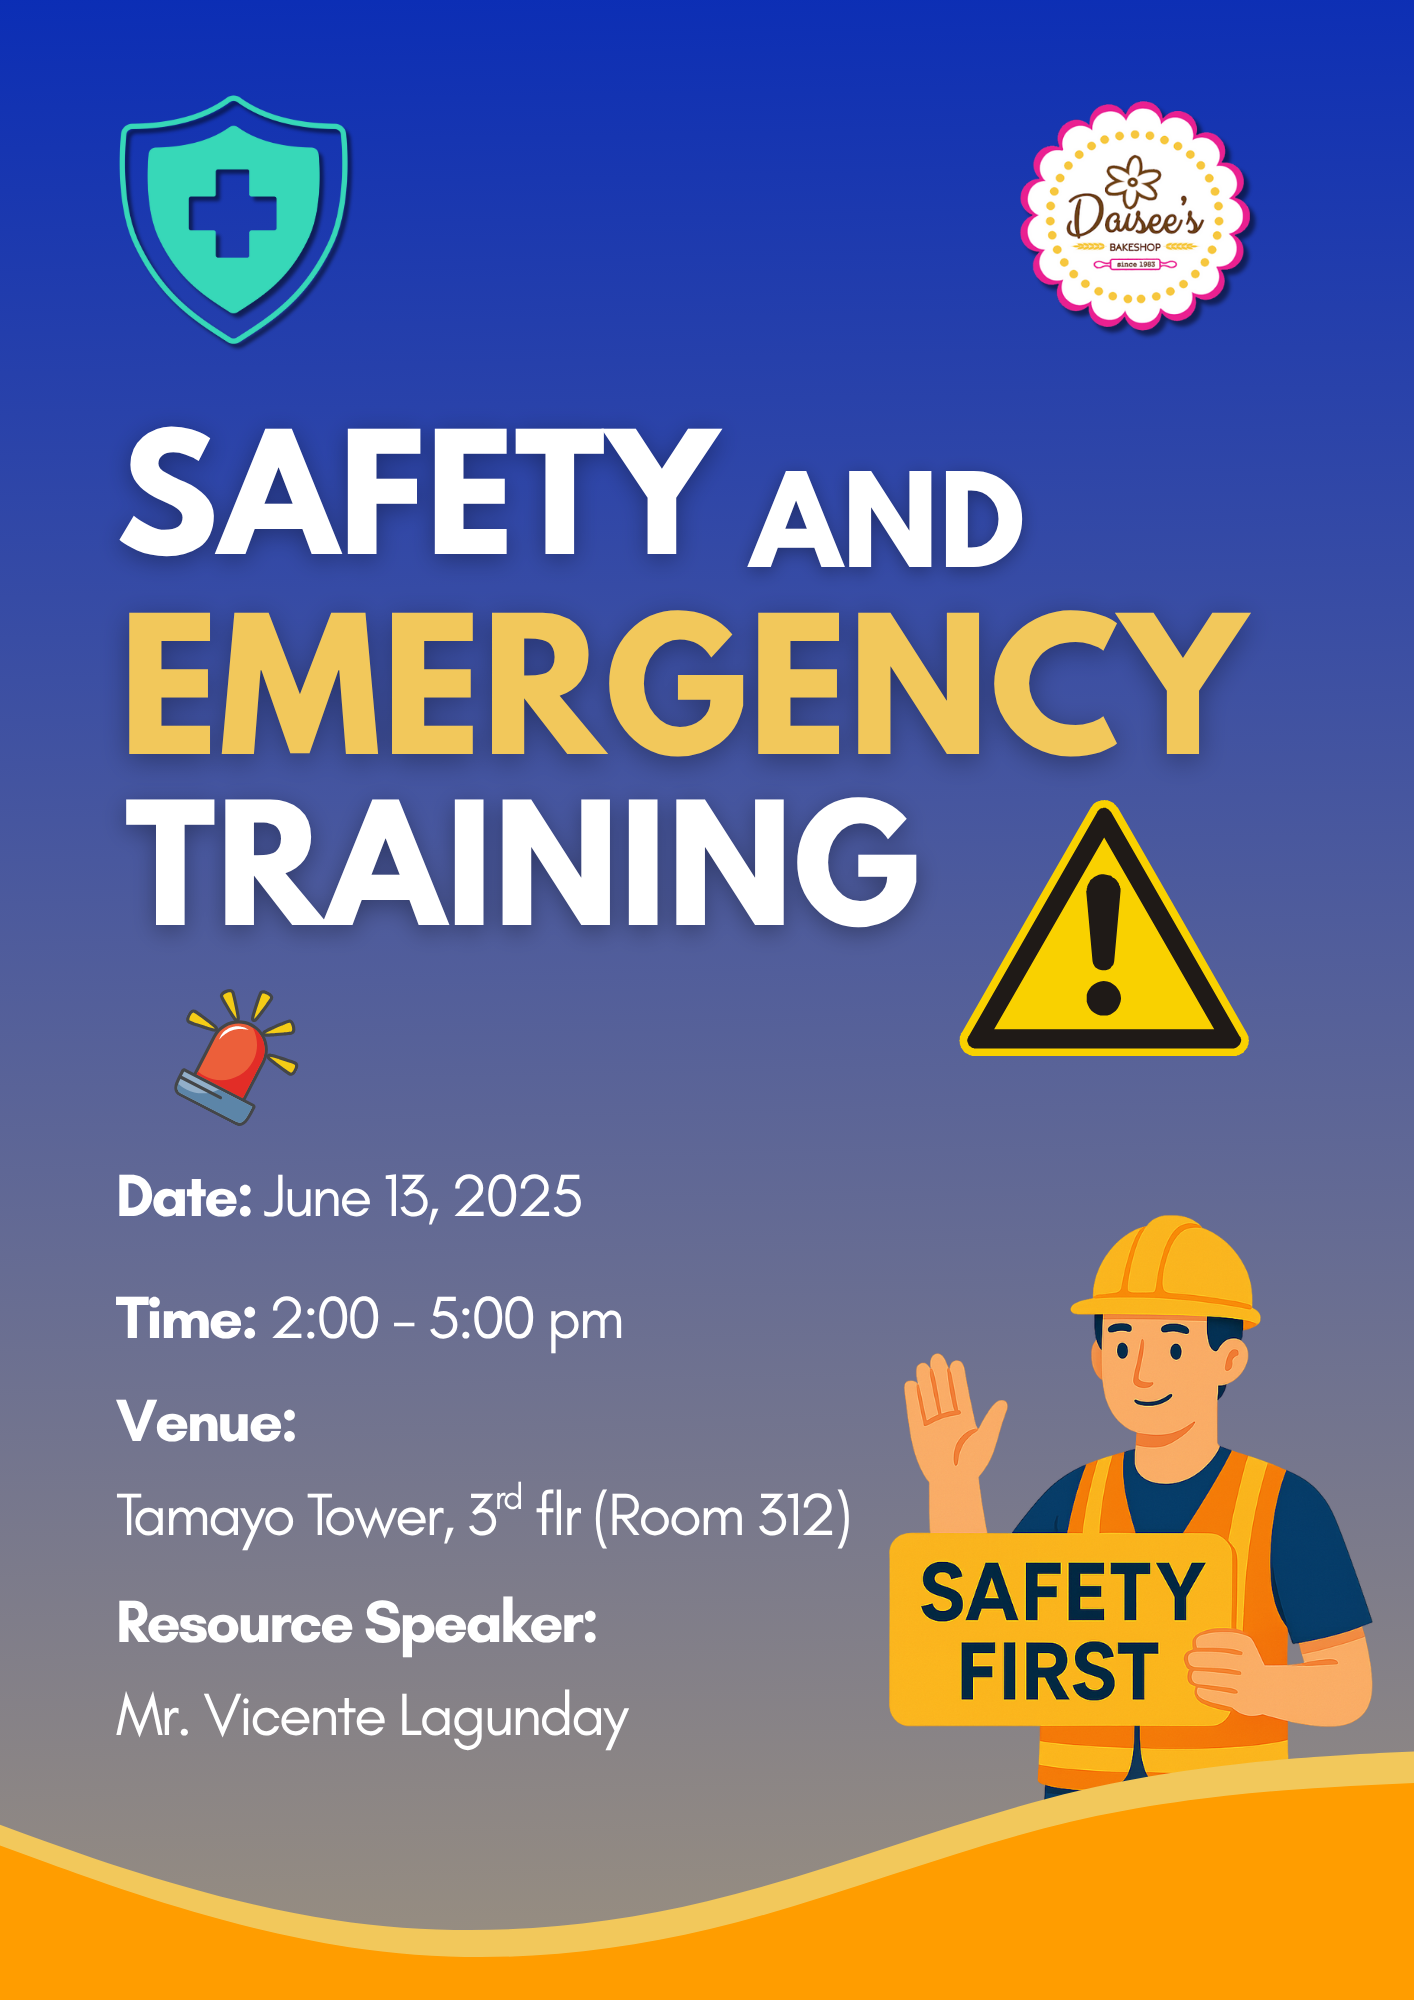 Daisee's
BAKESHOP
since 1983
SAFETY AND
EMERGENCY
TRAINING
Date: June 13, 2025
Time: 2:00 - 5:00 pm
Venue:
Tamayo Tower, 3rd flr (Room 312)
Resource Speaker:
Mr. Vicente Lagunday
SAFETY
FIRST